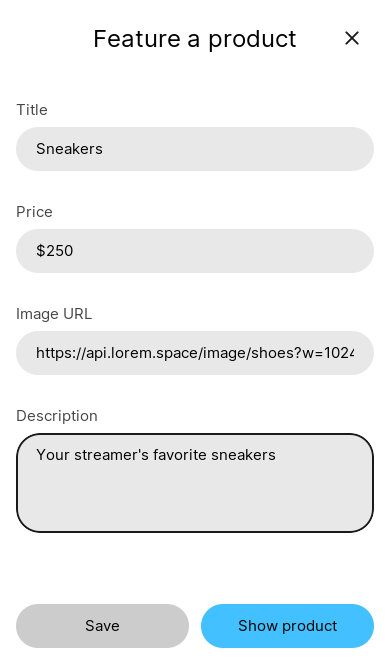 Feature a product
Title
Sneakers
Price
$250
Image URL
https://api.lorem.space/image/shoes?w=1024
Description
Your streamer's favorite sneakers
Save
Show product